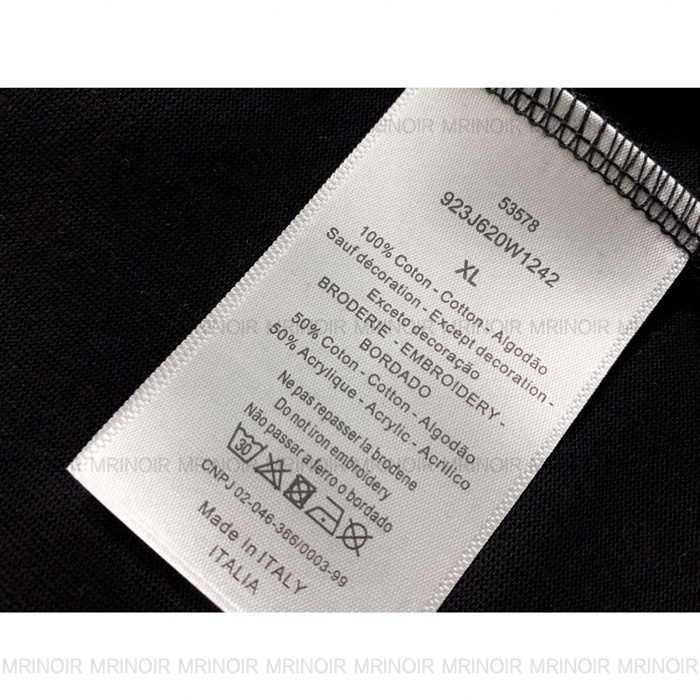 53578
923J620W1242
XL
100% Coton - Cotton - Algodão
Sauf décoration - Except decoration -
Exceto decoração
BRODERIE - EMBROIDERY -
BORDADO
50% Coton - Cotton - Algodão
50% Acrylique - Acrylic - Acrílico
Ne pas repasser la brodene
Do not iron embroidery
Não passar a ferro o bordado
30
CNPJ 02-046-366/0003-99
Made in ITALY
ITALIA
MRINOIR MRINOIR MRINOIR MRINOIR MRINOIR MRINOIR MRINOIR MRINOIR